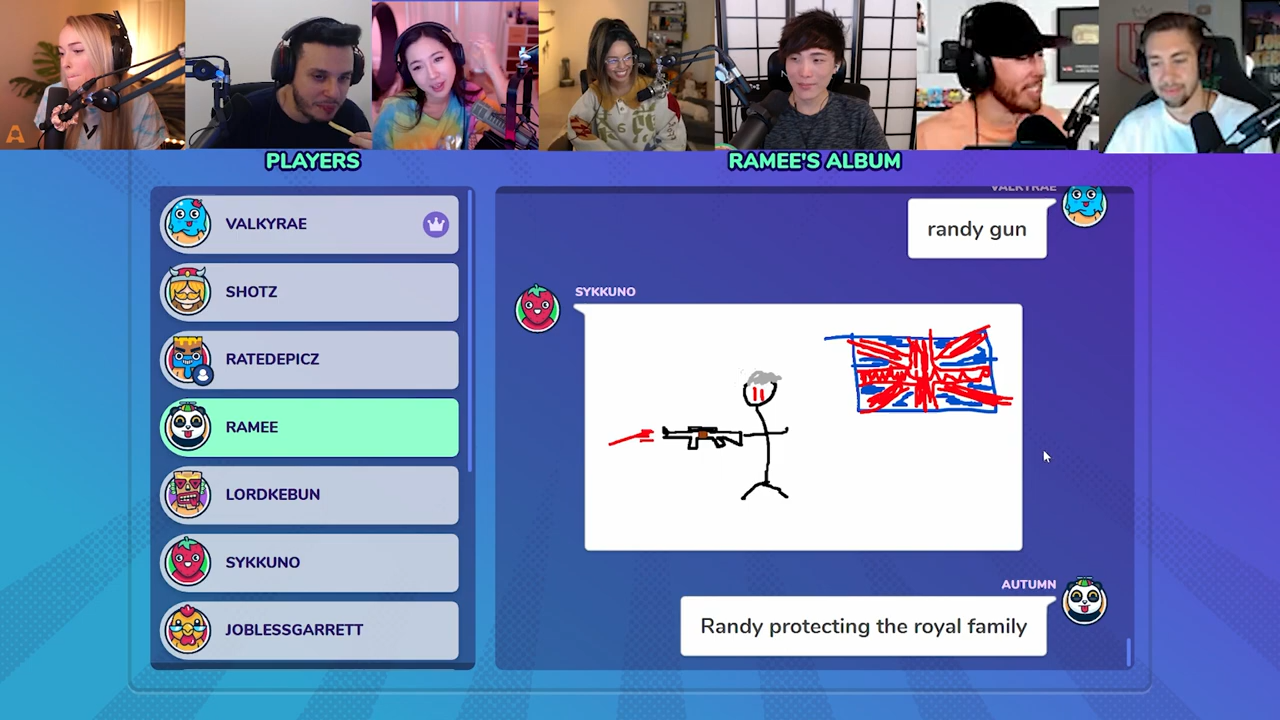 PLAYERS
RAMEE'S ALBUM
VALKYRAE
SHOTZ
RATEDEPICZ
RAMEE
LORDKEBUN
SYKKUNO
JOBLESSGARRETT
VALKYRAE
randy gun
SYKKUNO
AUTUMN
Randy protecting the royal family